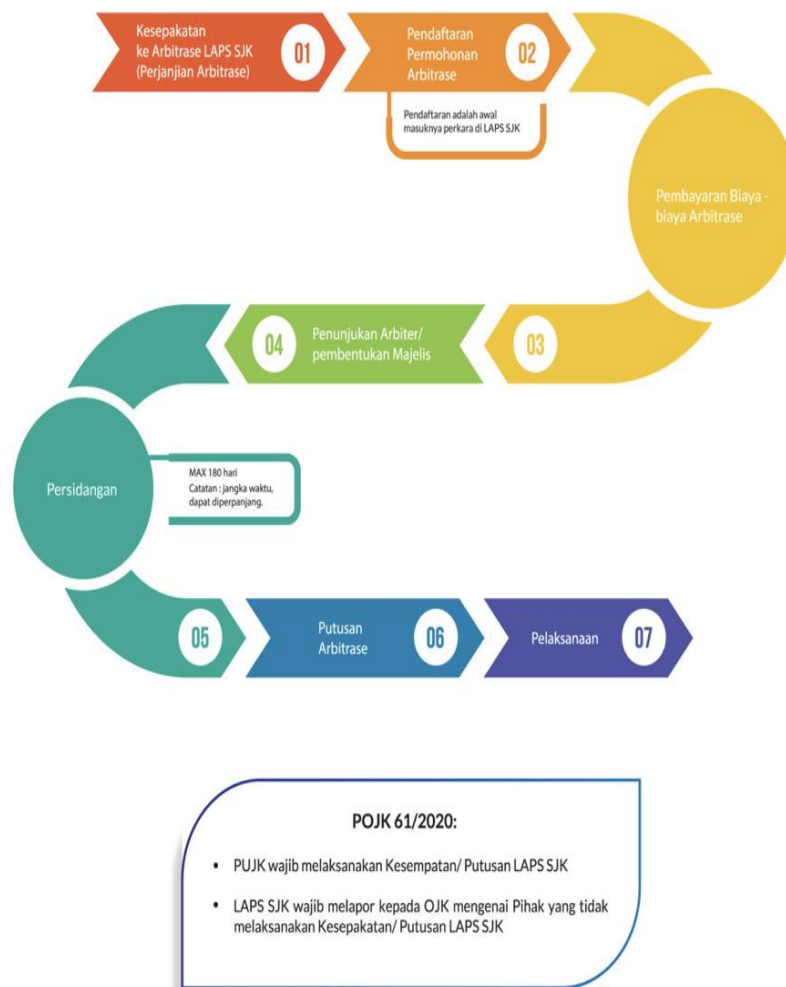 Kesepakatan
ke Arbitrase LAPS SJK
(Perjanjian Arbitrase)
01
Pendaftaran
Permohonan
Arbitrase
02
Pendaftaran adalah awal
masuknya perkara di LAPS SJK
Pembayaran Biaya -
biaya Arbitrase
03
04
Penunjukan Arbiter/
pembentukan Majelis
Persidangan
MAX 180 hari
Catatan : jangka waktu,
dapat diperpanjang.
05
Putusan
Arbitrase
06
Pelaksanaan
07
POJK 61/2020:
• PUJK wajib melaksanakan Kesempatan/ Putusan LAPS SJK
• LAPS SJK wajib melapor kepada OJK mengenai Pihak yang tidak
melaksanakan Kesepakatan/ Putusan LAPS SJK